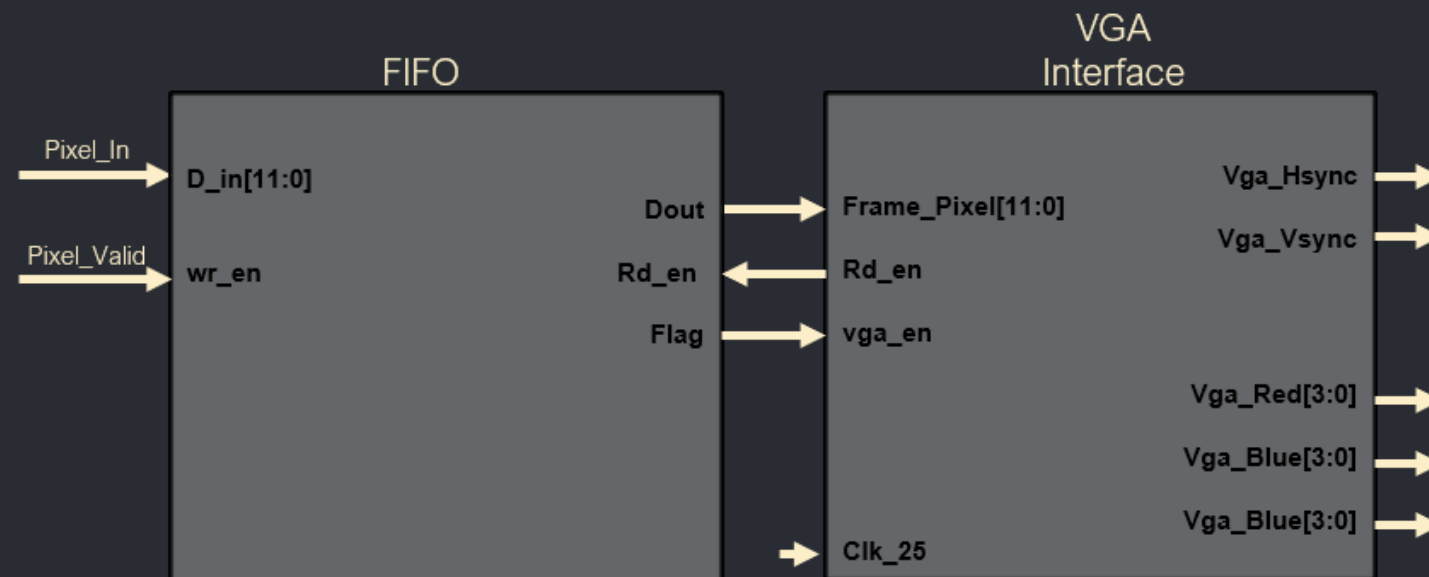 FIFO
VGA
Interface
Pixel_In
D_in[11:0]
Pixel_Valid
wr_en
Dout
Rd_en
Flag
Frame_Pixel[11:0]
Rd_en
vga_en
Clk_25
Vga_Hsync
Vga_Vsync
Vga_Red[3:0]
Vga_Blue[3:0]
Vga_Blue[3:0]